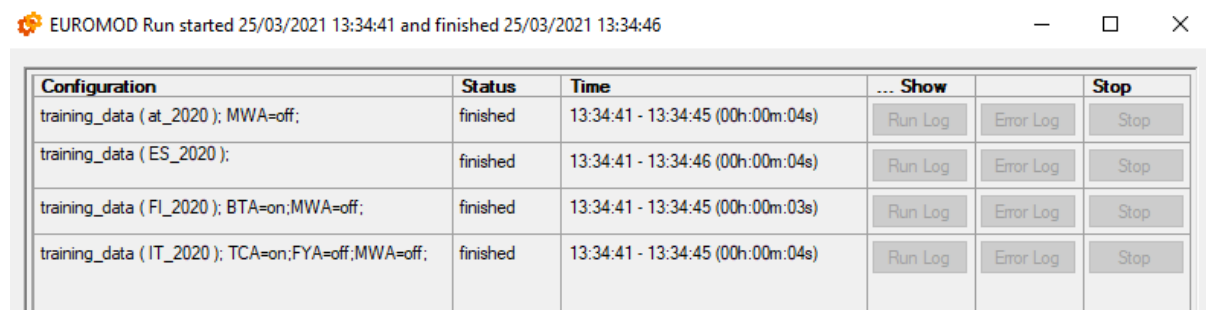 EUROMOD Run started 25/03/2021 13:34:41 and finished 25/03/2021 13:34:46
Configuration Status Time ... Show Stop
training_data ( at_2020 ); MWA=off; finished 13:34:41 - 13:34:45 (00h:00m:04s) Run Log Error Log Stop
training_data ( ES_2020 ); finished 13:34:41 - 13:34:46 (00h:00m:04s) Run Log Error Log Stop
training_data ( FI_2020 ); BTA=on;MWA=off; finished 13:34:41 - 13:34:45 (00h:00m:03s) Run Log Error Log Stop
training_data ( IT_2020 ); TCA=on;FYA=off;MWA=off; finished 13:34:41 - 13:34:45 (00h:00m:04s) Run Log Error Log Stop